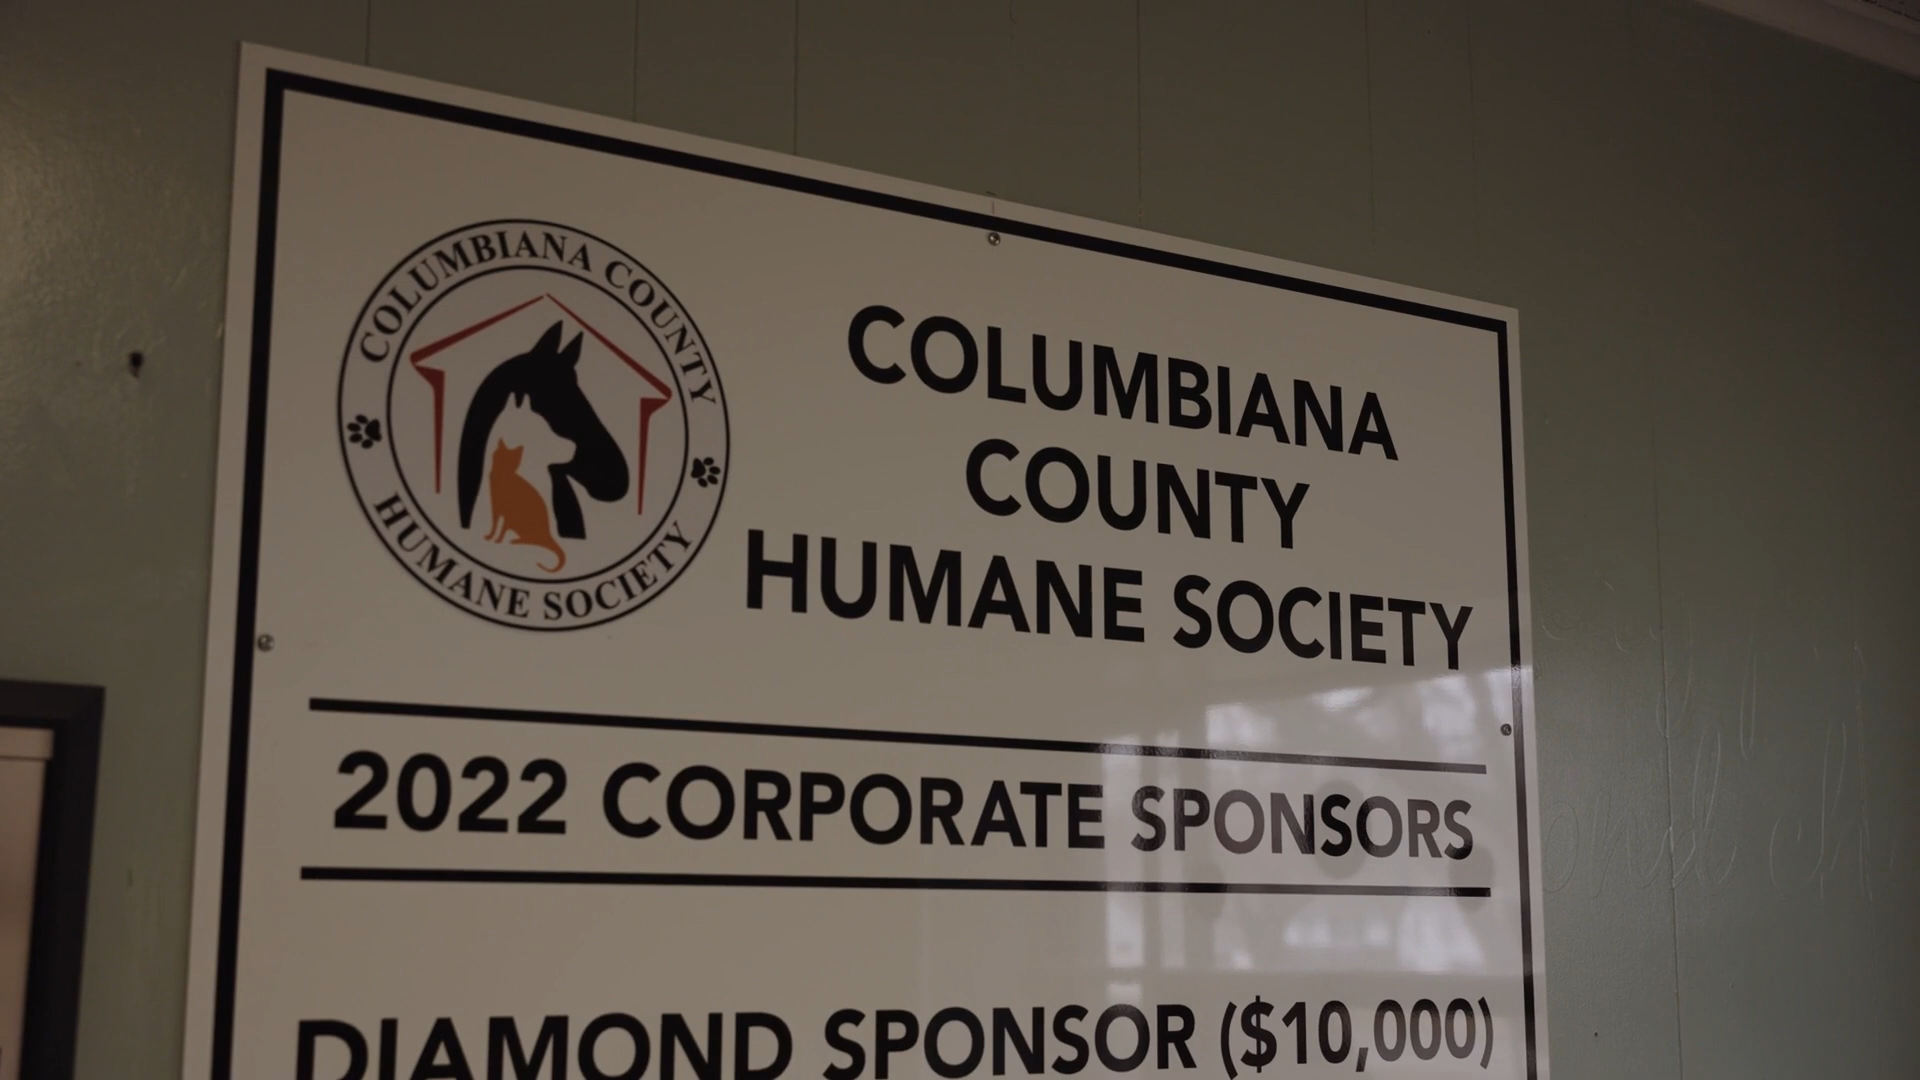 COLUMBIANA COUNTY
HUMANE SOCIETY
COLUMBIANA
COUNTY
HUMANE SOCIETY
2022 CORPORATE SPONSORS
DIAMOND SPONSOR ($10,000)